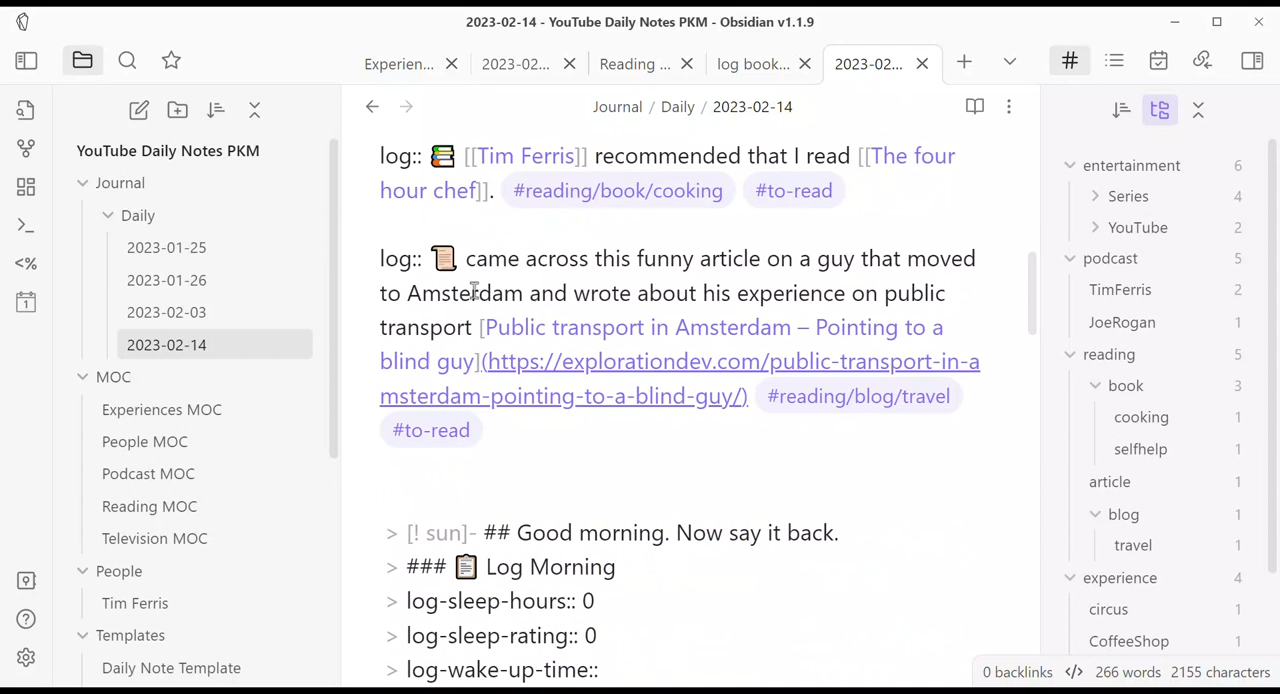 2023-02-14 - YouTube Daily Notes PKM - Obsidian v1.1.9
Experien...
2023-02...
Reading ...
log book...
2023-02...
YouTube Daily Notes PKM
Journal
Daily
2023-01-25
2023-01-26
2023-02-03
2023-02-14
MOC
Experiences MOC
People MOC
Podcast MOC
Reading MOC
Television MOC
People
Tim Ferris
Templates
Daily Note Template
Journal / Daily / 2023-02-14
log:: 📚 [[Tim Ferris]] recommended that I read [[The four
hour chef]]. #reading/book/cooking #to-read
log:: 📜 came across this funny article on a guy that moved
to Amsterdam and wrote about his experience on public
transport [Public transport in Amsterdam – Pointing to a
blind guy](https://explorationdev.com/public-transport-in-a
msterdam-pointing-to-a-blind-guy/) #reading/blog/travel
#to-read
> [! sun]- ## Good morning. Now say it back.
> ### 📋 Log Morning
> log-sleep-hours:: 0
> log-sleep-rating:: 0
> log-wake-up-time::
entertainment 6
Series 4
YouTube 2
podcast 5
TimFerris 2
JoeRogan 1
reading 5
book 3
cooking 1
selfhelp 1
article 1
blog 1
travel 1
experience 4
circus 1
CoffeeShop 1
0 backlinks </> 266 words 2155 characters